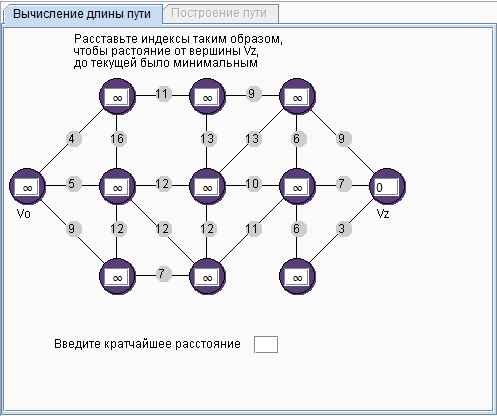 Вычисление длины пути
Построение пути
Расставьте индексы таким образом,
чтобы растояние от вершины Vz,
до текущей было минимальным
∞ 11 ∞ 9 ∞
4 16 13 13 6 9
∞ 5 ∞ 12 ∞ 10 ∞ 7 0
Vo Vz
9 12 12 12 11 6 3
∞ 7 ∞ ∞
Введите кратчайшее расстояние